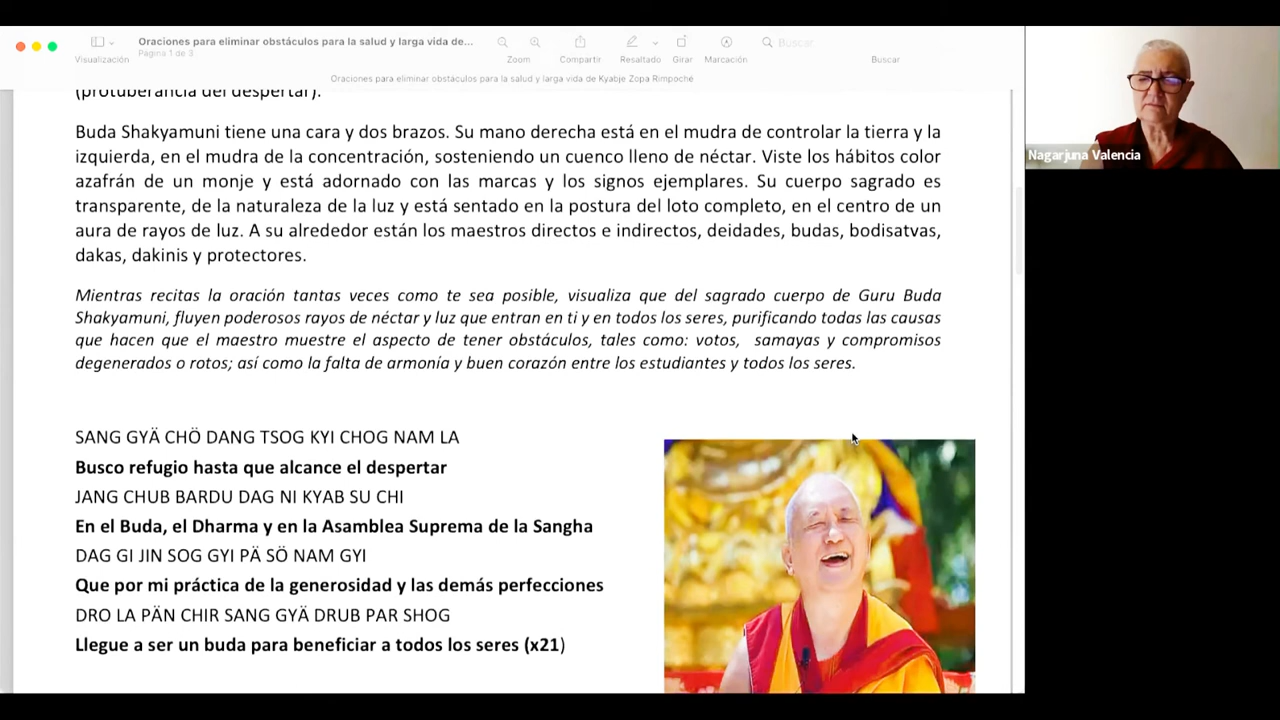 Oraciones para eliminar obstáculos para la salud y larga vida de...
Página 1 de 3
Visualización
Zoom
Compartir
Resaltado
Girar
Marcación
Buscar
Buscar
Oraciones para eliminar obstáculos para la salud y larga vida de Kyabje Zopa Rimpoché
(protuberancia del despertar).
Buda Shakyamuni tiene una cara y dos brazos. Su mano derecha está en el mudra de controlar la tierra y la
izquierda, en el mudra de la concentracón, sosteniendo un cuenco lleno de néctar. Viste los hábitos color
azafrán de un monje y está adornado con las marcas y los signos ejemplares. Su cuerpo sagrado es
transparente, de la naturaleza de la luz y está sentado en la postura del loto completo, en el centro de un
aura de rayos de luz. A su alrededor están los maestros directos e indirectos, deidades, budas, bodisatvas,
dakas, dakinis y protectores.
Mientras recitas la oración tantas veces como te sea posible, visualiza que del sagrado cuerpo de Guru Buda
Shakyamuni, fluyen poderosos rayos de néctar y luz que entran en ti y en todos los seres, purificando todas las causas
que hacen que el maestro muestre el aspecto de tener obstáculos, tales como: votos, samayas y compromisos
degenerados o rotos; así como la falta de armonía y buen corazón entre los estudiantes y todos los seres.
SANG GYÄ CHÖ DANG TSOG KYI CHOG NAM LA
Busco refugio hasta que alcance el despertar
JANG CHUB BARDU DAG NI KYAB SU CHI
En el Buda, el Dharma y en la Asamblea Suprema de la Sangha
DAG GI JIN SOG GYI PÄ SÖ NAM GYI
Que por mi práctica de la generosidad y las demás perfecciones
DRO LA PÄN CHIR SANG GYÄ DRUB PAR SHOG
Llegue a ser un buda para beneficiar a todos los seres (x21)
Nagarjuna Valencia